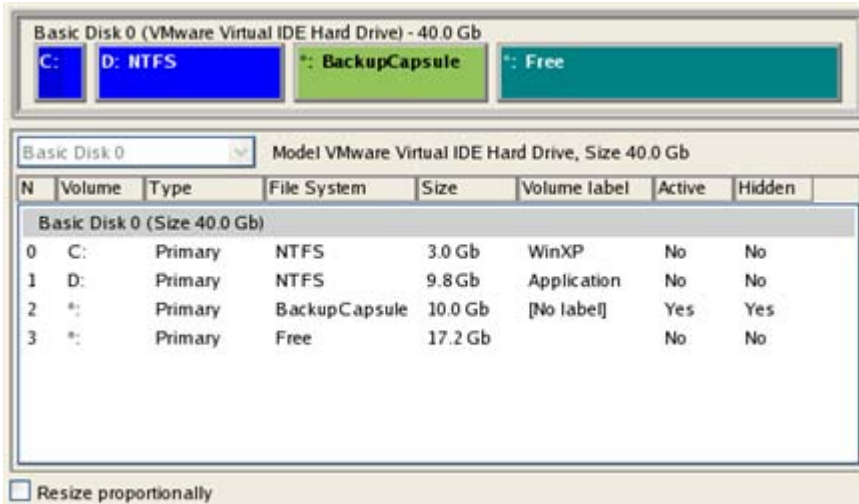 Basic Disk 0 (VMware Virtual IDE Hard Drive) - 40.0 Gb
C: D: NTFS *: BackupCapsule *: Free
Basic Disk 0 Model VMware Virtual IDE Hard Drive, Size 40.0 Gb
N Volume Type File System Size Volume label Active Hidden
Basic Disk 0 (Size 40.0 Gb)
0 C: Primary NTFS 3.0 Gb WinXP No No
1 D: Primary NTFS 9.8 Gb Application No No
2 *: Primary BackupCapsule 10.0 Gb [No label] Yes Yes
3 *: Primary Free 17.2 Gb No No
Resize proportionally